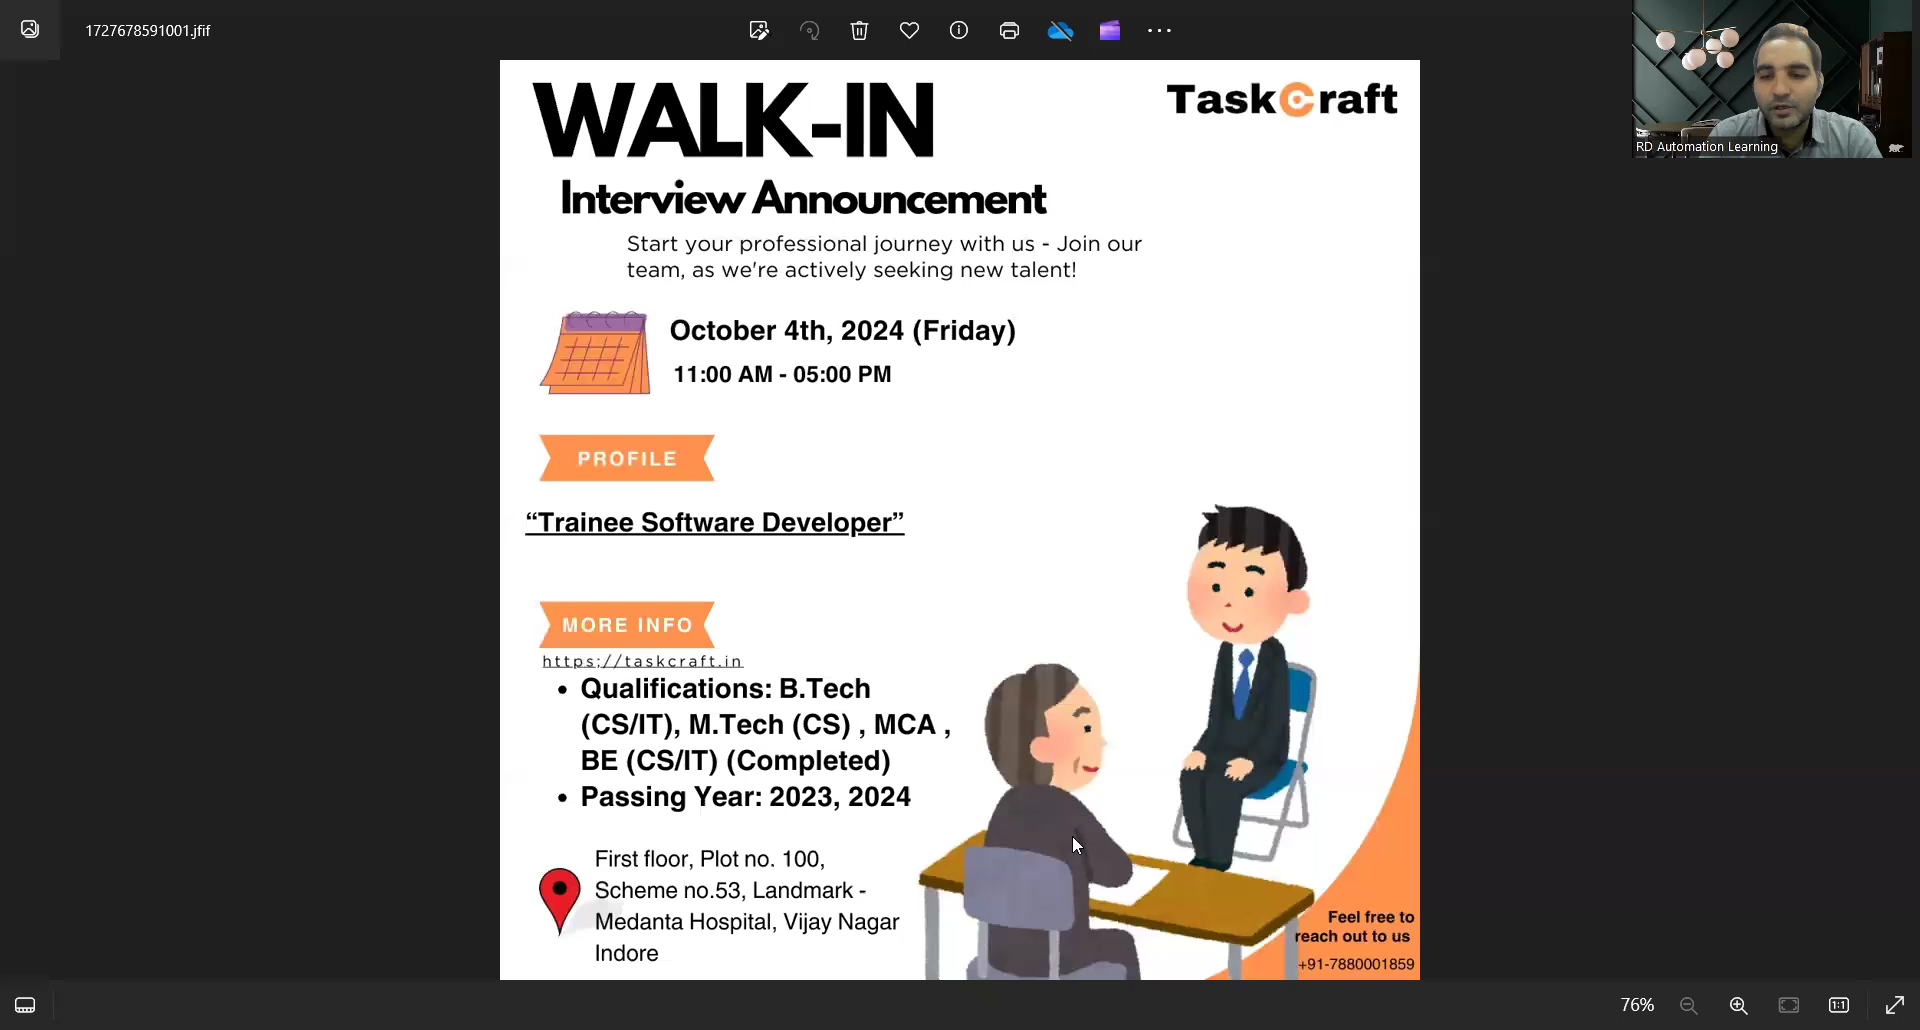 1727678591001.jfif
RD Automation Learning
WALK-IN
TaskCraft
Interview Announcement
Start your professional journey with us - Join our
team, as we're actively seeking new talent!
October 4th, 2024 (Friday)
11:00 AM - 05:00 PM
PROFILE
“Trainee Software Developer”
MORE INFO
https://taskcraft.in
• Qualifications: B.Tech
(CS/IT), M.Tech (CS) , MCA ,
BE (CS/IT) (Completed)
• Passing Year: 2023, 2024
First floor, Plot no. 100,
Scheme no.53, Landmark -
Medanta Hospital, Vijay Nagar
Indore
Feel free to
reach out to us
+91-7880001859
76%
1:1